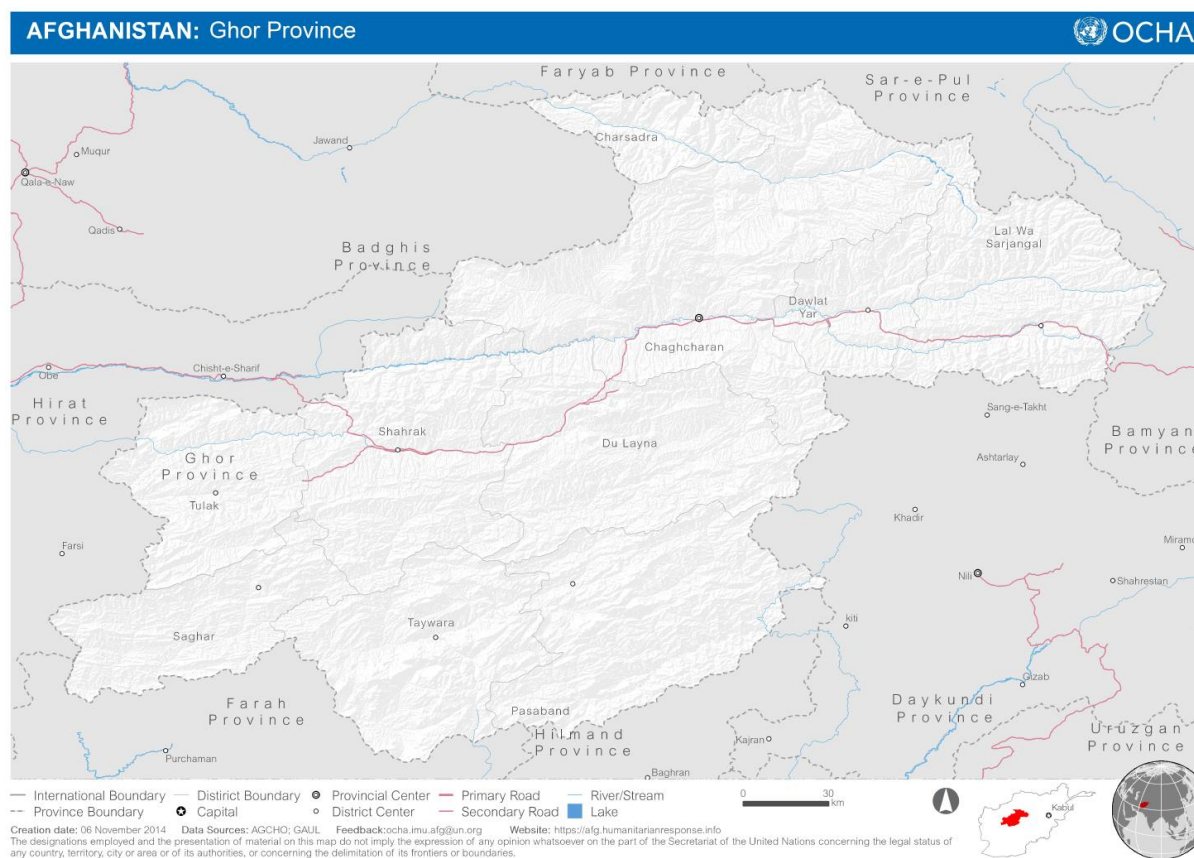 AFGHANISTAN: Ghor Province
OCHA
Faryab Province
Sar-e-Pul
Province
Charsadra
Jawand
Muqur
Qala-e-Naw
Qadis
Lal Wa
Sarjangal
Badghis
Province
Dawlat
Yar
Chaghcharan
Obe
Chisht-e-Sharif
Hirat
Province
Sang-e-Takht
Shahrak
Bamyan
Province
Du Layna
Ghor
Province
Ashtarlay
Tulak
Khadir
Farsi
Nili
Shahrestan
kiti
Taywara
Saghar
Gizab
Farah
Province
Daykundi
Province
Pasaband
Uruzgan
Province
Hilmand
Province
Kajran
Purchaman
Baghran
International Boundary
District Boundary
Provincial Center
Primary Road
River/Stream
0 30
km
Province Boundary
Capital
District Center
Secondary Road
Lake
Kabul
Creation date: 06 November 2014 Data Sources: AGCHO; GAUL Feedback:ocha.imu.afg@un.org Website: https://afg.humanitarianresponse.info
The designations employed and the presentation of material on this map do not imply the expression of any opinion whatsoever on the part of the Secretariat of the United Nations concerning the legal status of
any country, territory, city or area or of its authorities, or concerning the delimitation of its frontiers or boundaries.